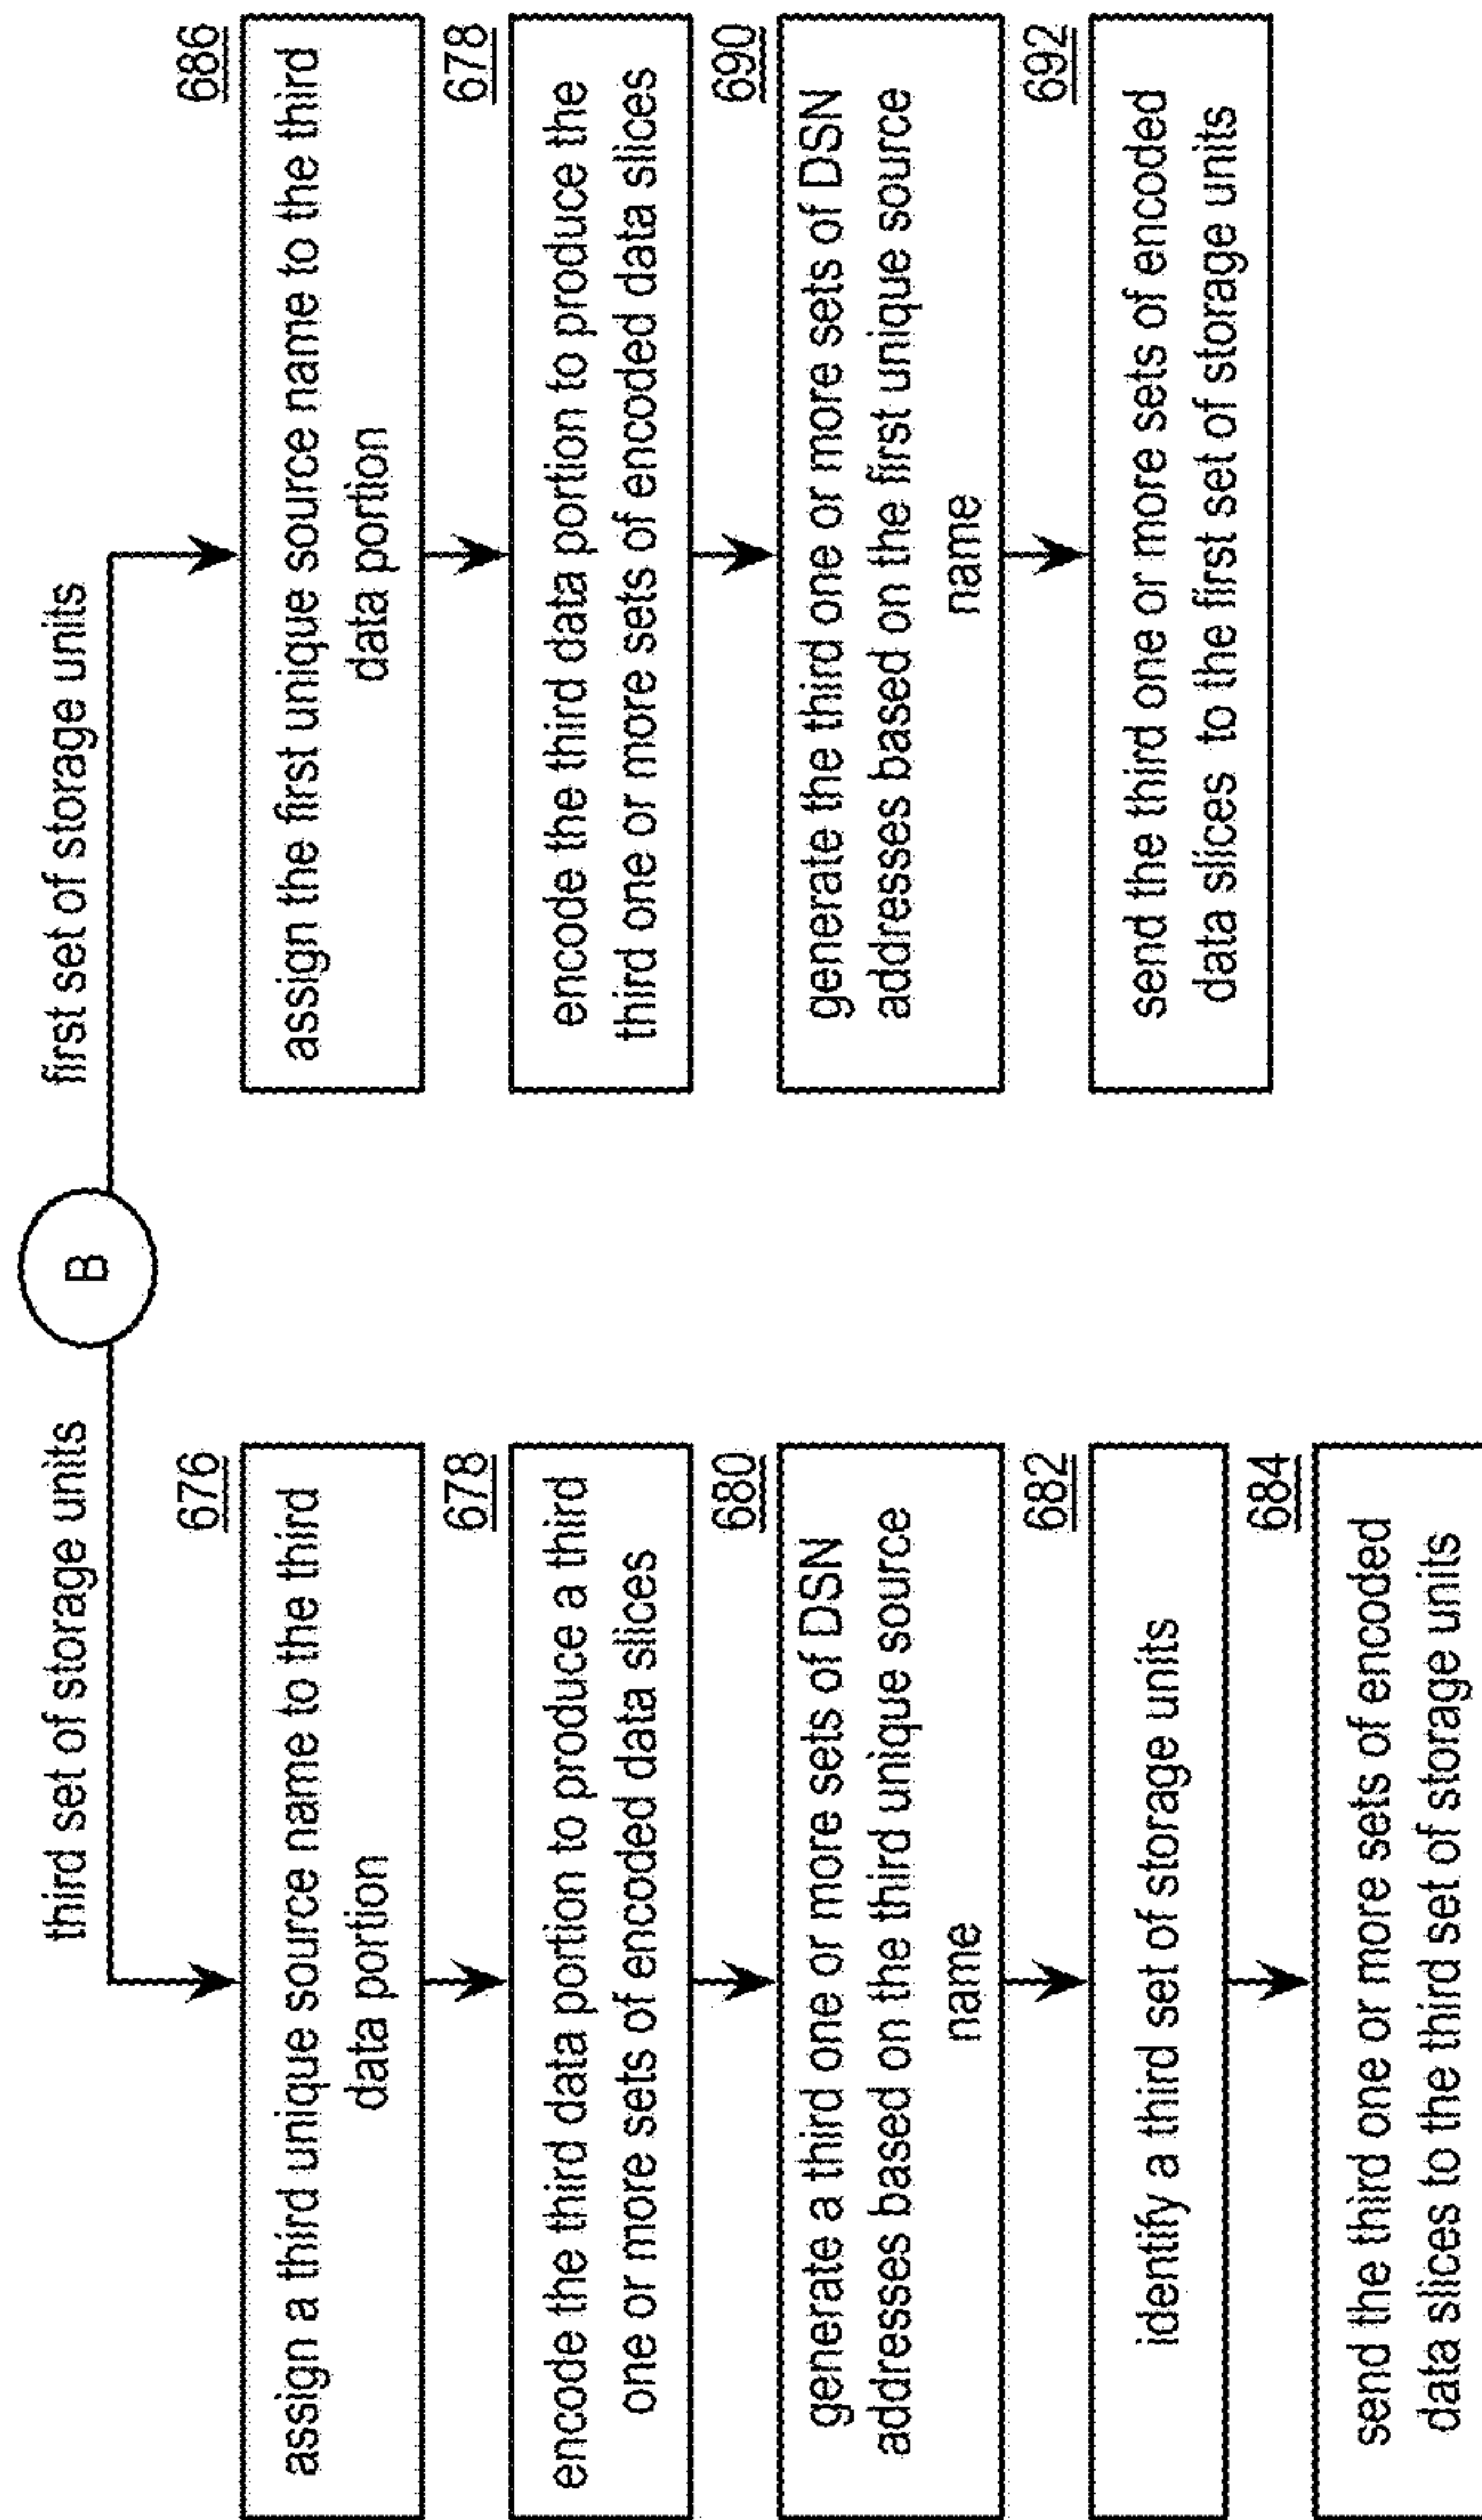 B
third set of storage units
676
assign a third unique source name to the third
data portion
678
encode the third data portion to produce a third
one or more sets of encoded data slices
680
generate a third one or more sets of DSN
addresses based on the third unique source
name
682
identify a third set of storage units
684
send the third one or more sets of encoded
data slices to the third set of storage units
first set of storage units
686
assign the first unique source name to the third
data portion
678
encode the third data portion to produce the
third one or more sets of encoded data slices
690
generate the third one or more sets of DSN
addresses based on the first unique source
name
692
send the third one or more sets of encoded
data slices to the first set of storage units